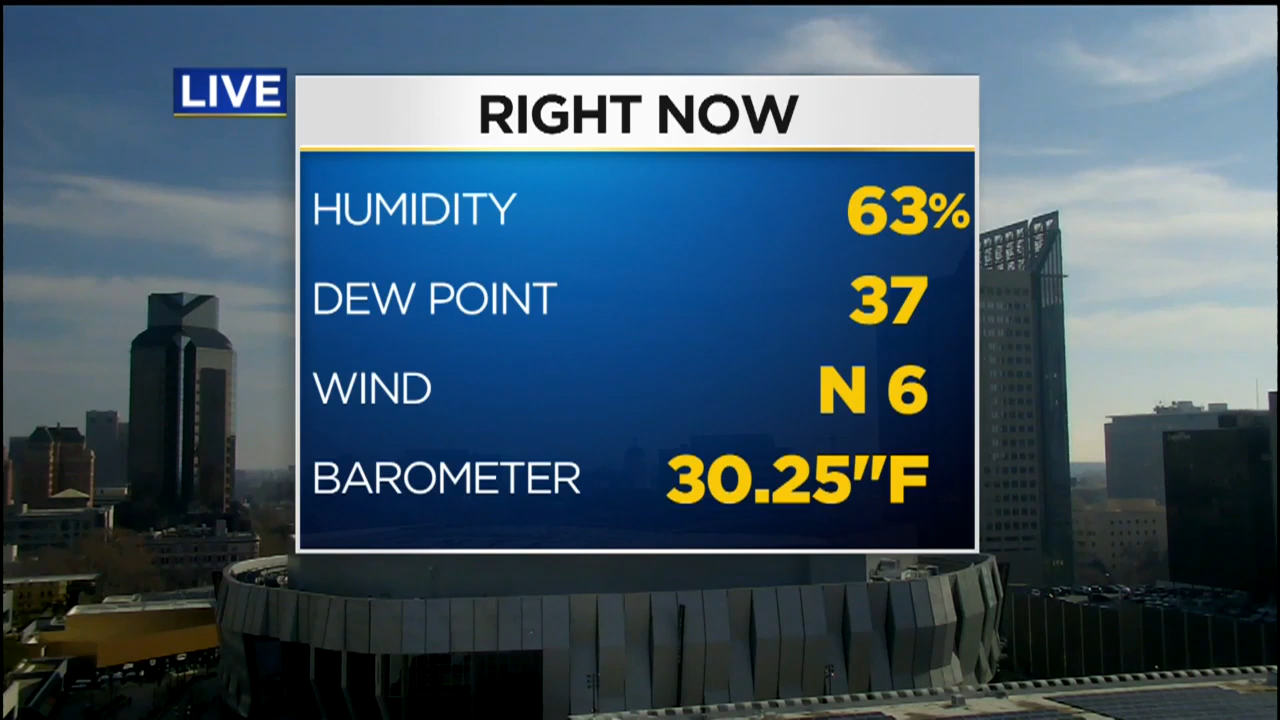 LIVE
RIGHT NOW
HUMIDITY 63%
DEW POINT 37
WIND N 6
BAROMETER 30.25"F